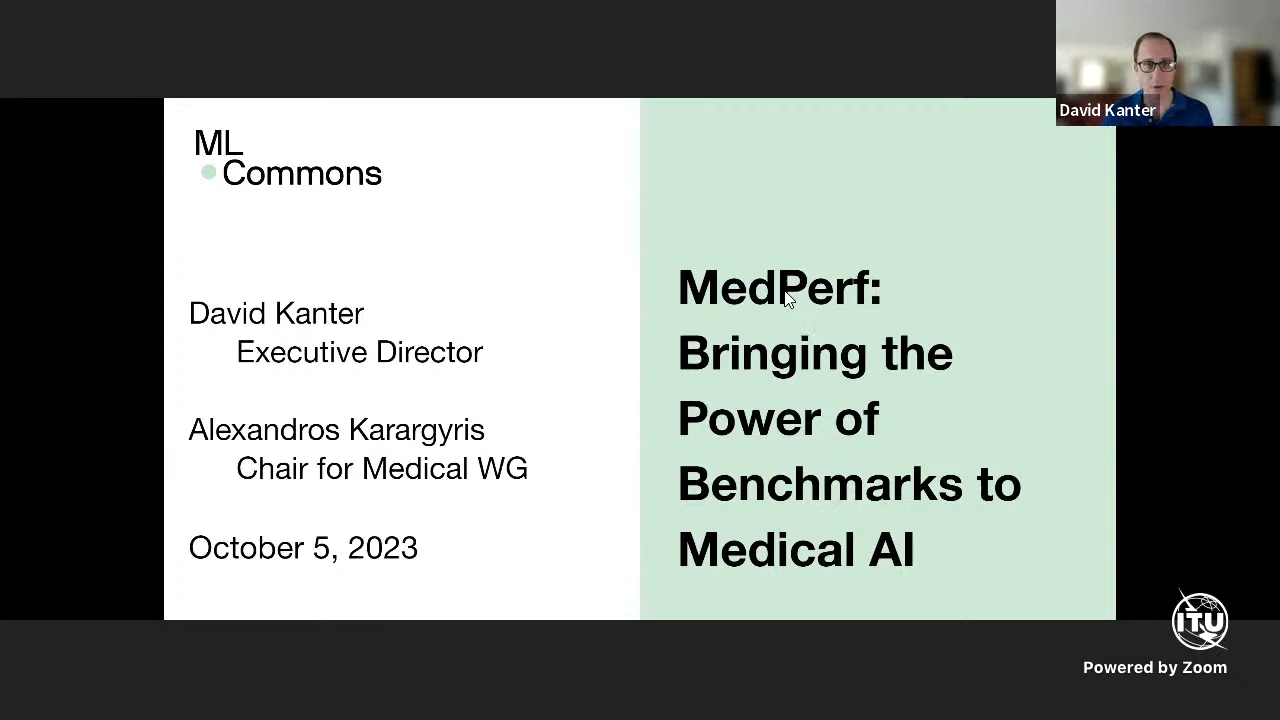 David Kanter
ML
Commons
David Kanter
Executive Director
Alexandros Karargyris
Chair for Medical WG
October 5, 2023
MedPerf:
Bringing the
Power of
Benchmarks to
Medical AI
ITU
Powered by Zoom